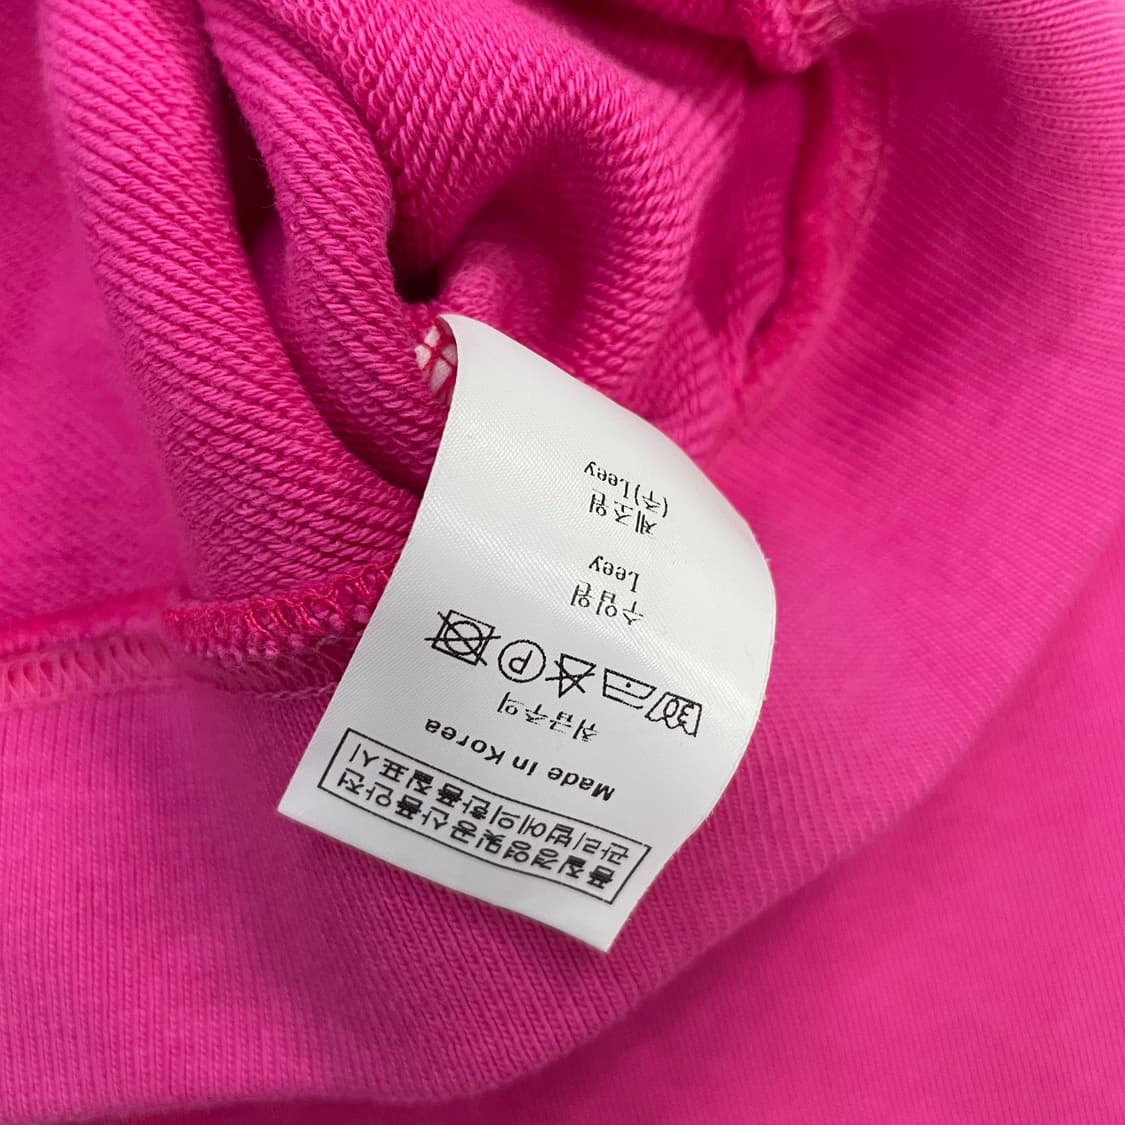 품질경영및공산품안전
관리법에의한품질표시
Made in Korea
취급주의
30 P
수입원
Leey
제조원
(주)Leey